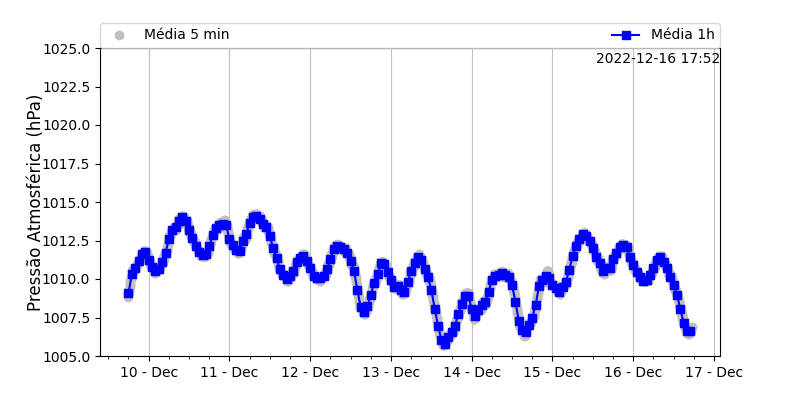 Média 5 min
Média 1h
2022-12-16 17:52
Pressão Atmosférica (hPa)
1025.0
1022.5
1020.0
1017.5
1015.0
1012.5
1010.0
1007.5
1005.0
10 - Dec
11 - Dec
12 - Dec
13 - Dec
14 - Dec
15 - Dec
16 - Dec
17 - Dec